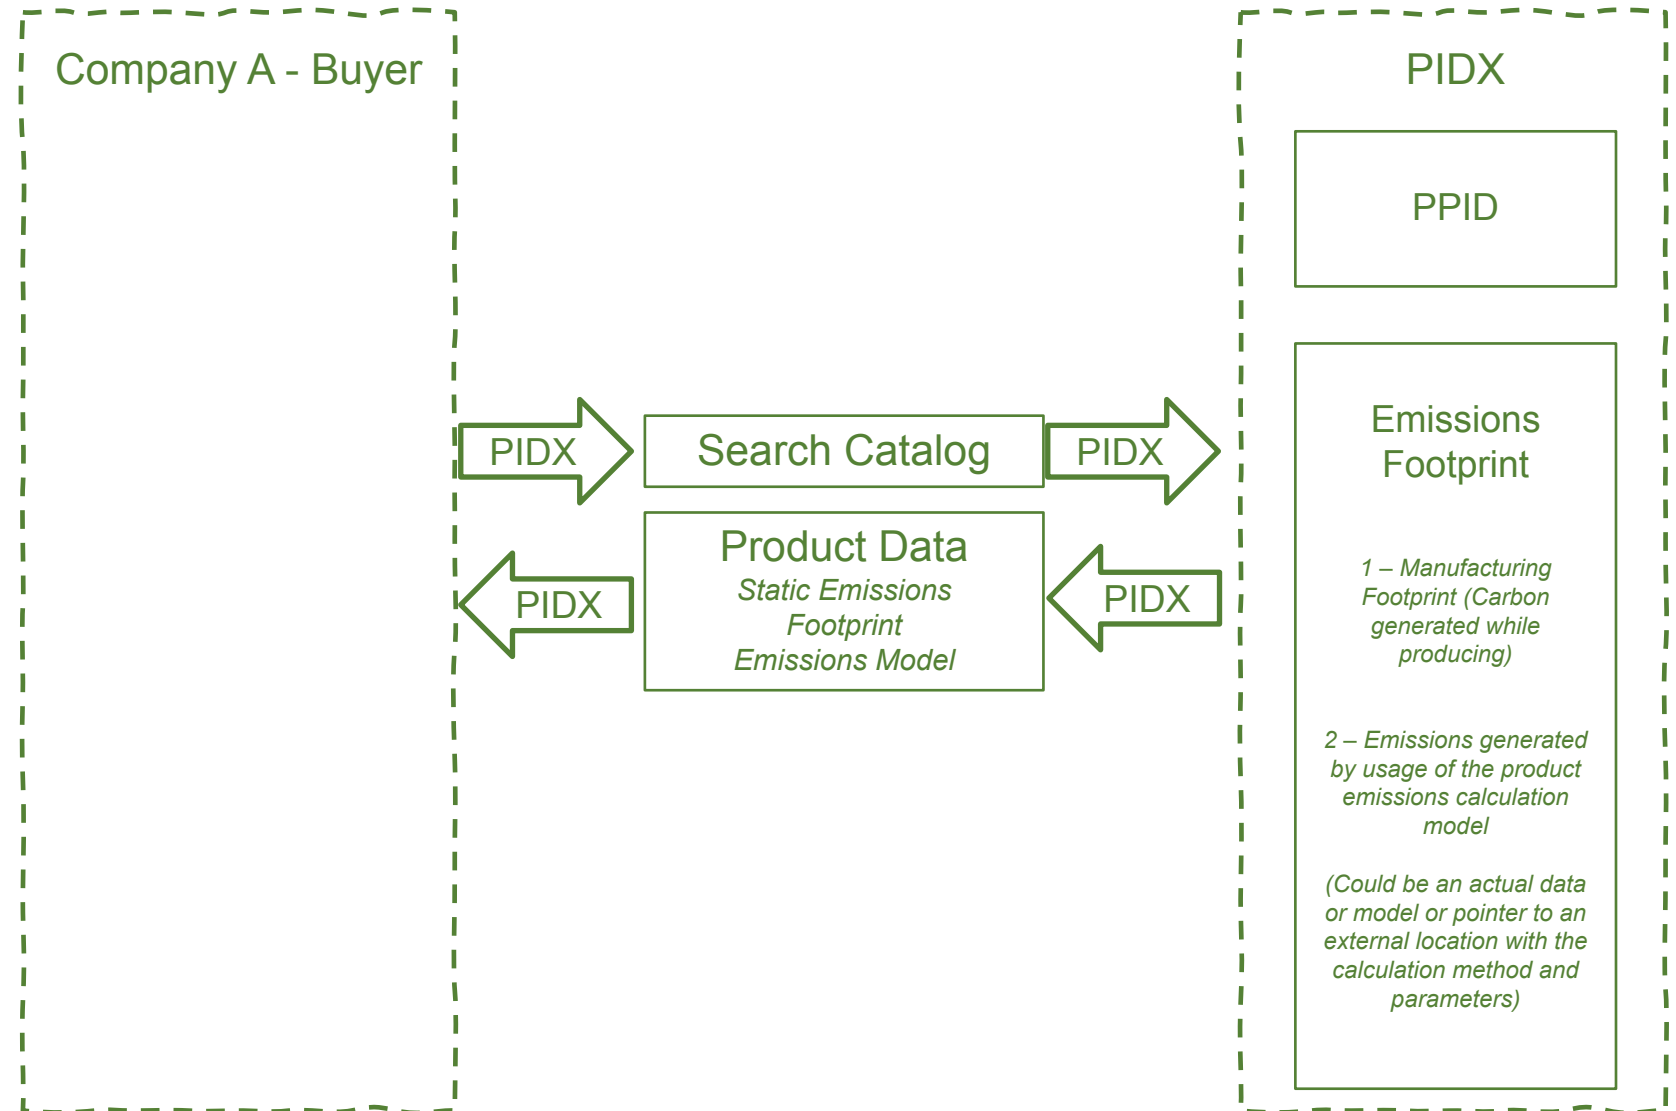 Company A - Buyer
PIDX
PPID
PIDX
Search Catalog
PIDX
Product Data
Static Emissions
Footprint
Emissions Model
PIDX
PIDX
Emissions
Footprint
1 – Manufacturing
Footprint (Carbon
generated while
producing)
2 – Emissions generated
by usage of the product
emissions calculation
model
(Could be an actual data
or model or pointer to an
external location with the
calculation method and
parameters)